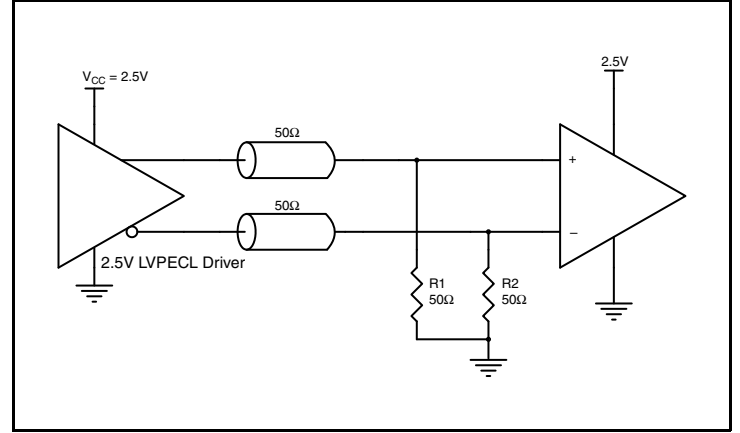 2.5V
V_CC = 2.5V
50Ω
+
50Ω
–
2.5V LVPECL Driver
R1
50Ω
R2
50Ω